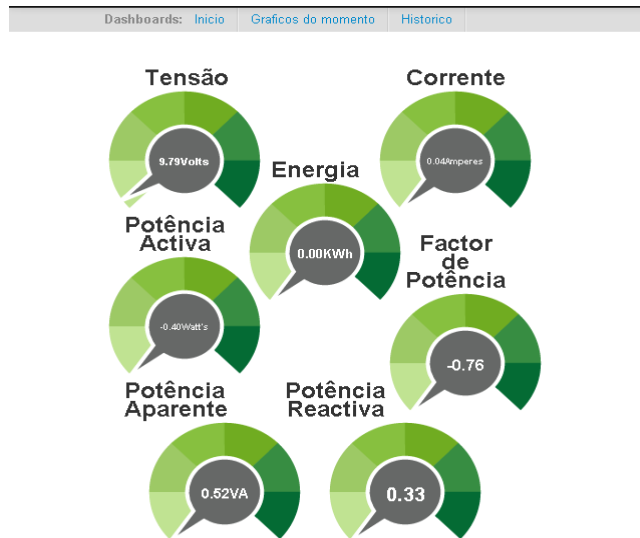 Dashboards: Inicio Graficos do momento Historico
Tensão
9.79Volts
Corrente
0.04Amperes
Energia
0.00KWh
Potência
Activa
-0.40Watt's
Factor
de
Potência
-0.76
Potência
Aparente
0.52VA
Potência
Reactiva
0.33